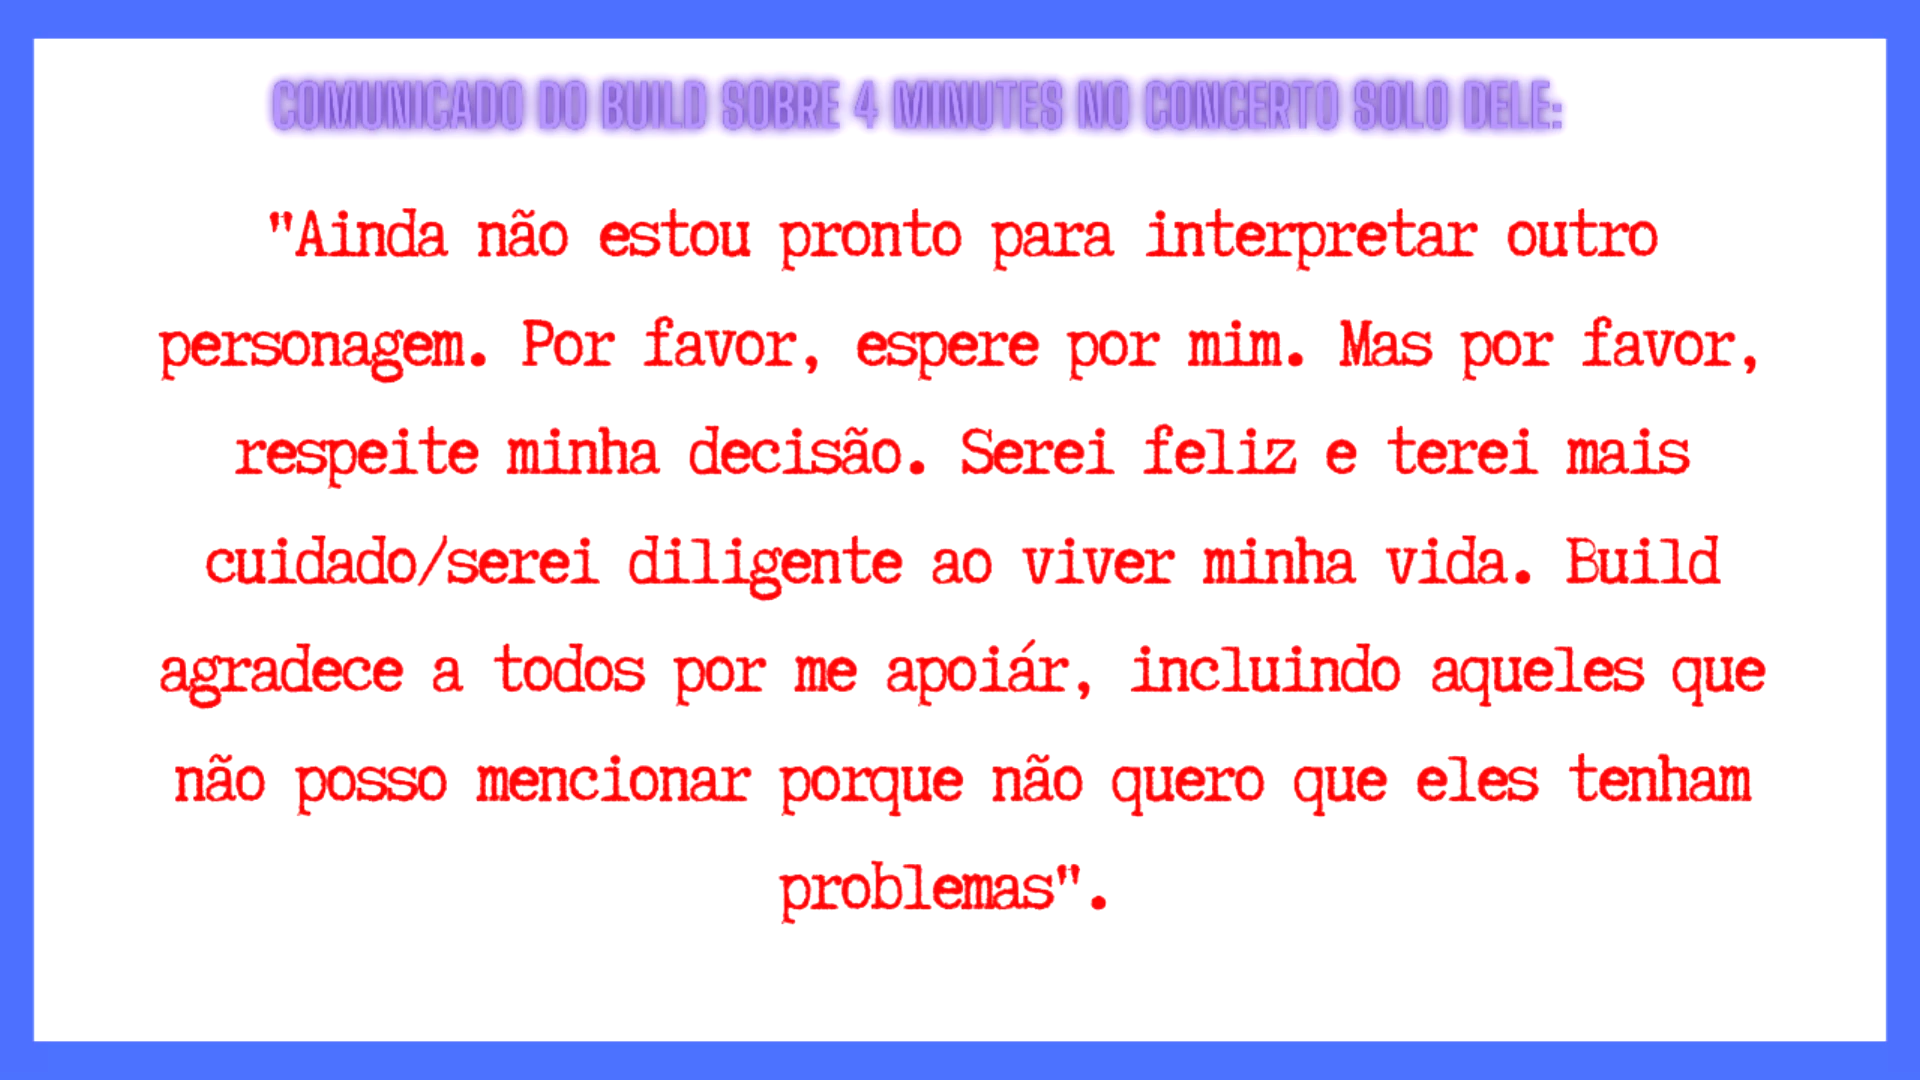 COMUNICADO DO BUILD SOBRE 4 MINUTES NO CONCERTO SOLO DELE:
"Ainda não estou pronto para interpretar outro
personagem. Por favor, espere por mim. Mas por favor,
respeite minha decisão. Serei feliz e terei mais
cuidado/serei diligente ao viver minha vida. Build
agradece a todos por me apoiár, incluindo aqueles que
não posso mencionar porque não quero que eles tenham
problemas".